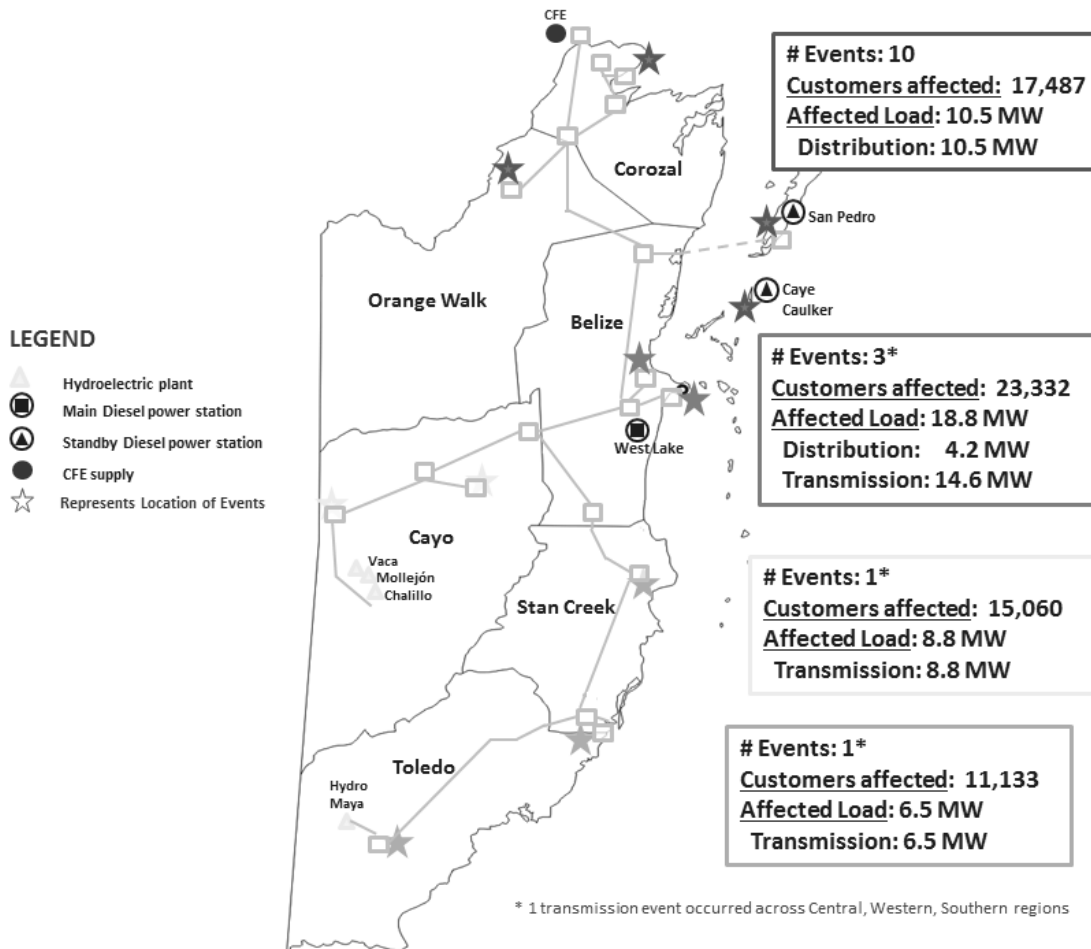 CFE
# Events: 10
Customers affected: 17,487
Affected Load: 10.5 MW
Distribution: 10.5 MW
Corozal
San Pedro
Orange Walk
Caye
Caulker
Belize
LEGEND
Hydroelectric plant
Main Diesel power station
Standby Diesel power station
CFE supply
Represents Location of Events
# Events: 3*
Customers affected: 23,332
Affected Load: 18.8 MW
Distribution: 4.2 MW
Transmission: 14.6 MW
West Lake
Cayo
Vaca
Mollejón
Chalillo
Stan Creek
# Events: 1*
Customers affected: 15,060
Affected Load: 8.8 MW
Transmission: 8.8 MW
Toledo
Hydro
Maya
# Events: 1*
Customers affected: 11,133
Affected Load: 6.5 MW
Transmission: 6.5 MW
* 1 transmission event occurred across Central, Western, Southern regions